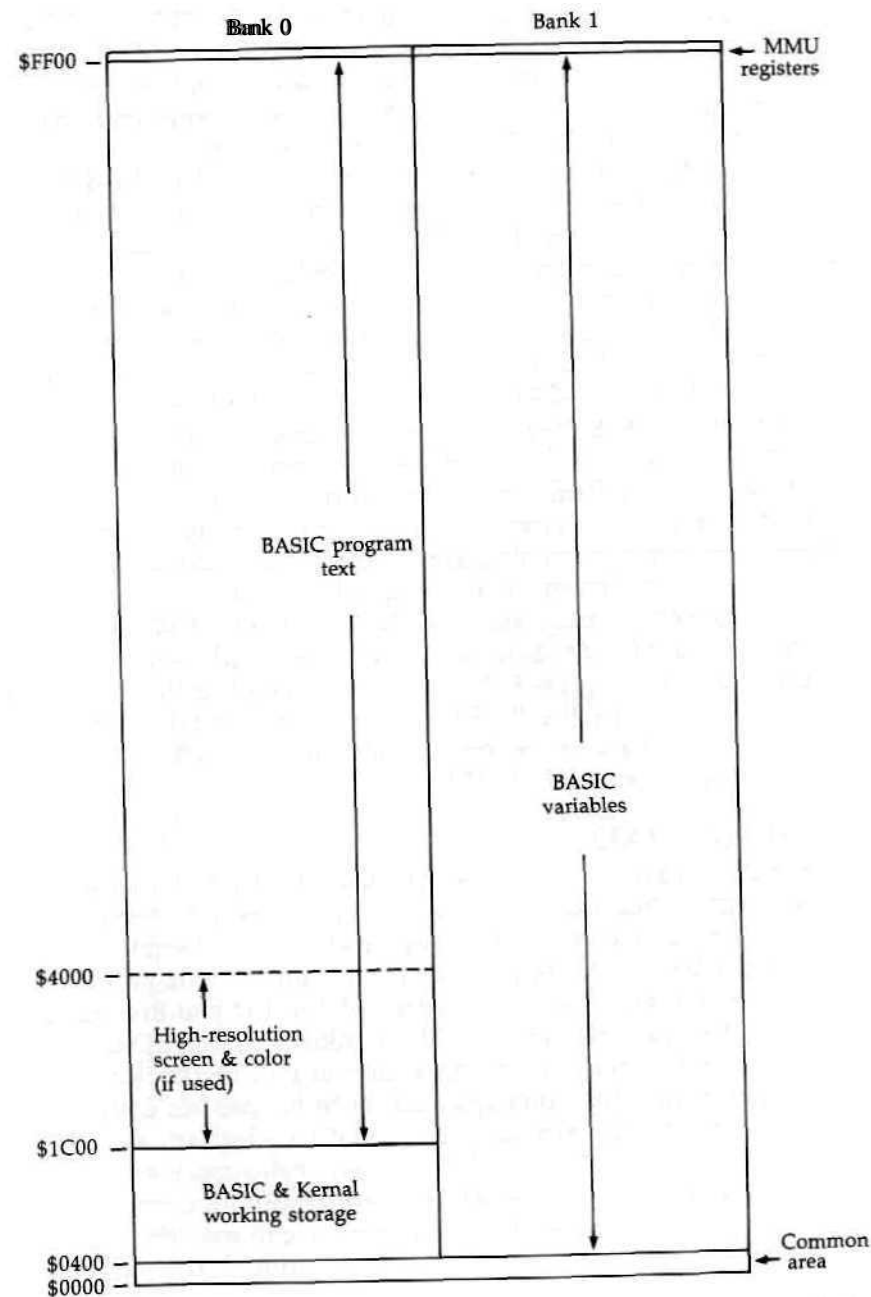 Bank 0
Bank 1
$FF00
MMU
registers
BASIC program
text
BASIC
variables
$4000
High-resolution
screen & color
(if used)
$1C00
BASIC & Kernal
working storage
$0400
Common
area
$0000